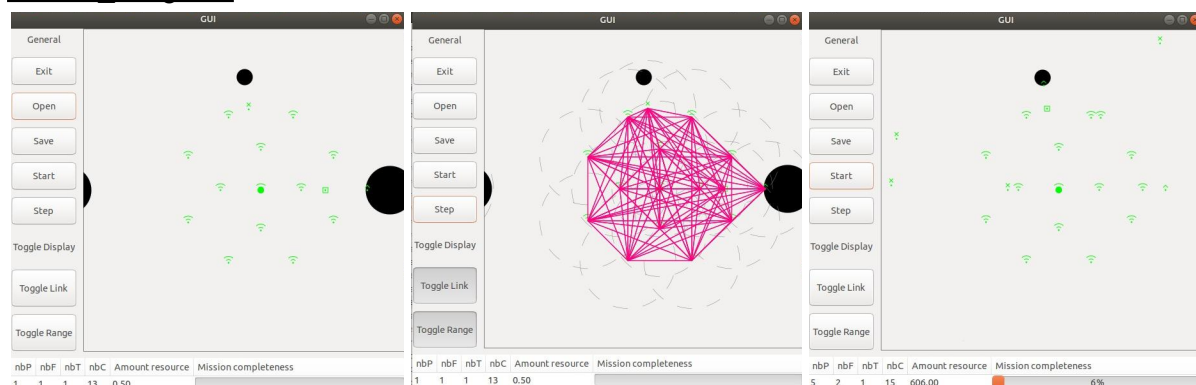 GUI
General
Exit
Open
Save
Start
Step
Toggle Display
Toggle Link
Toggle Range
nbP nbF nbT nbC Amount resource Mission completeness
1 1 1 13 0.50
GUI
General
Exit
Open
Save
Start
Step
Toggle Display
Toggle Link
Toggle Range
nbP nbF nbT nbC Amount resource Mission completeness
1 1 1 13 0.50
GUI
General
Exit
Open
Save
Start
Step
Toggle Display
Toggle Link
Toggle Range
nbP nbF nbT nbC Amount resource Mission completeness
5 2 1 15 606.00 6%